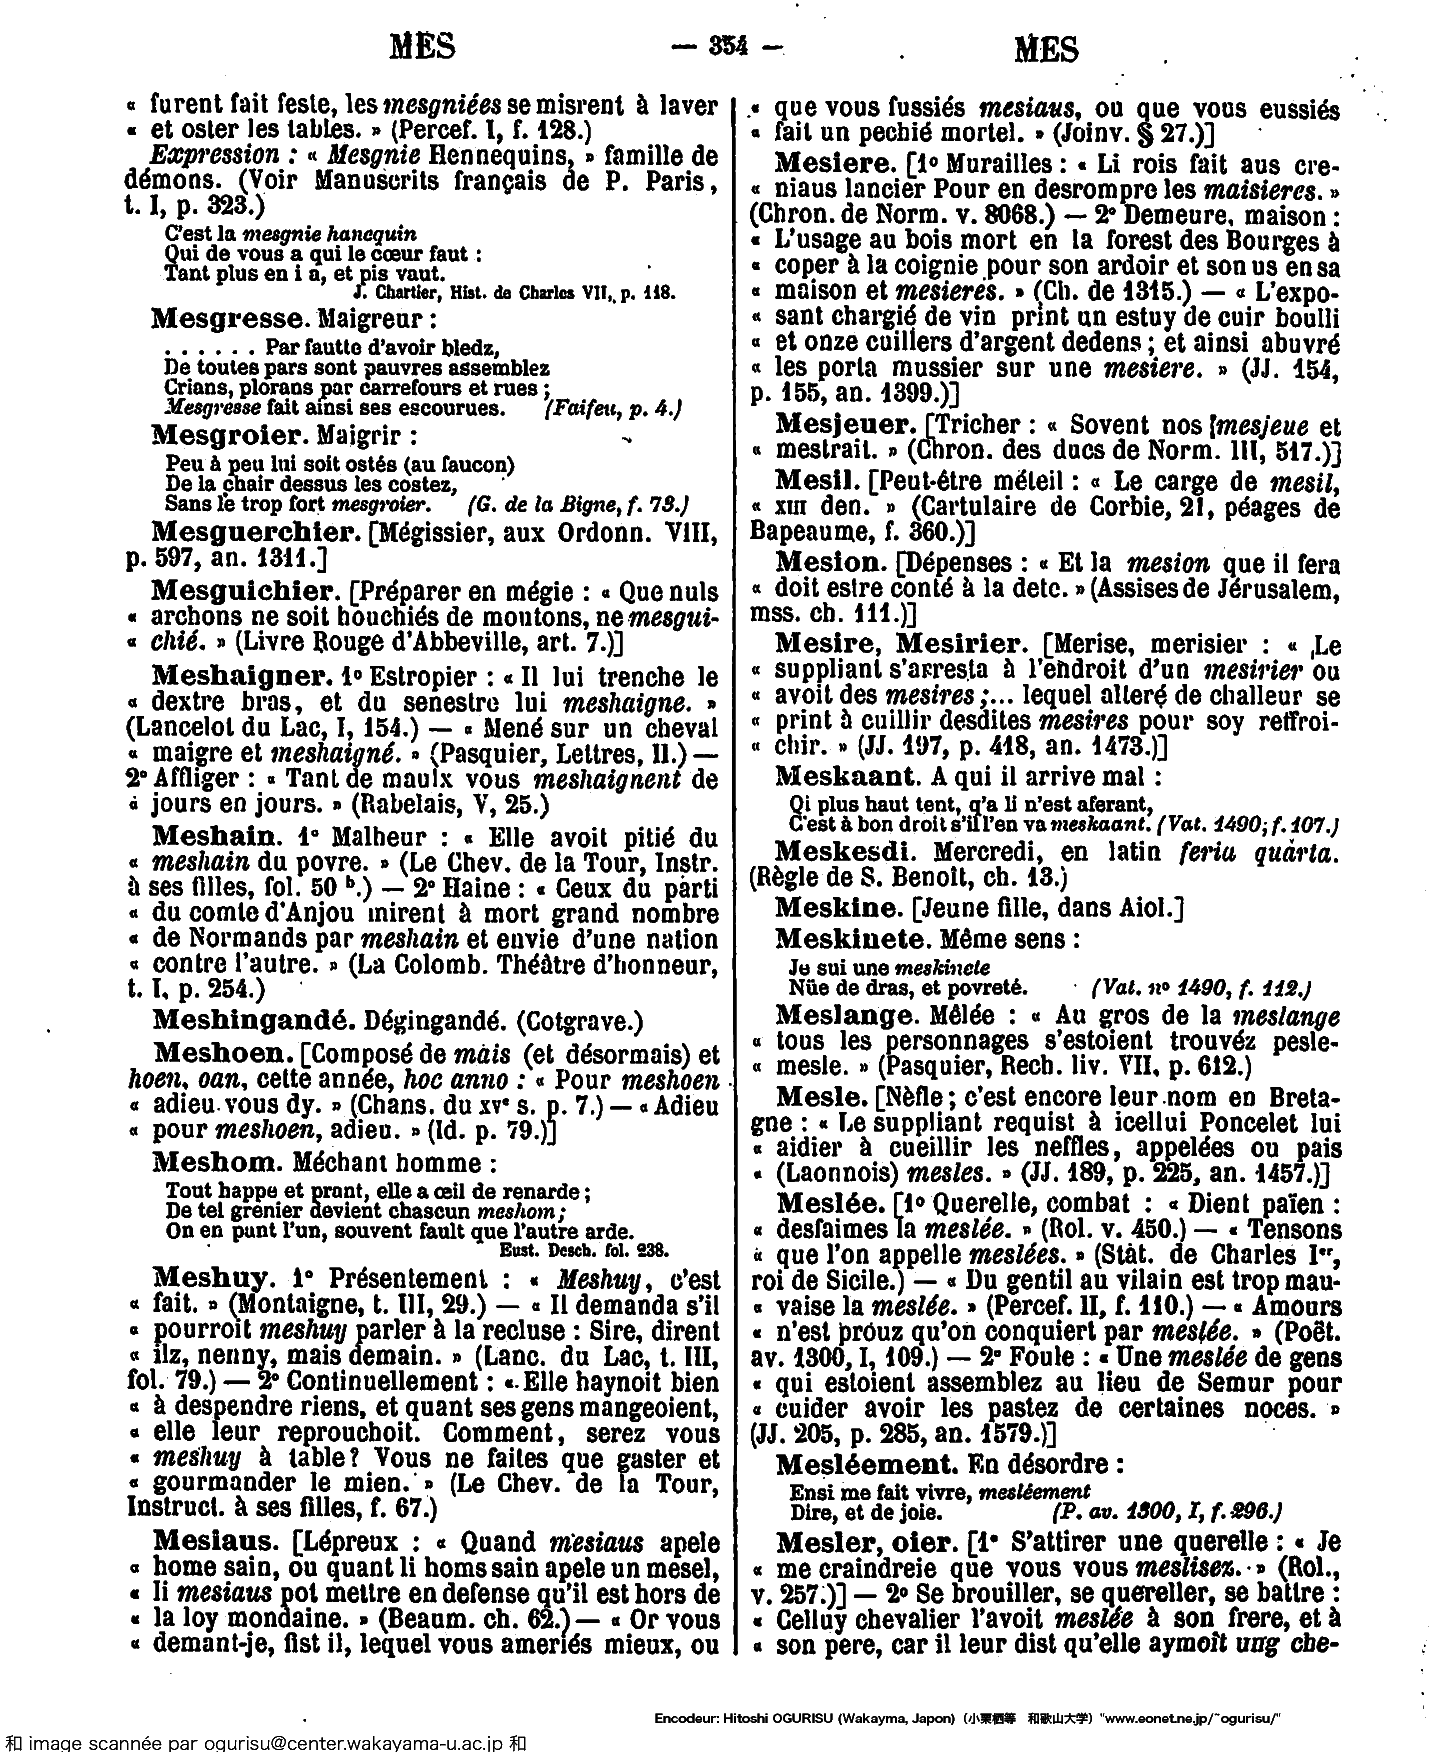 MES
— 354 —
MES
« furent fait feste, les mesgniées se misrent à laver
« et oster les tables. » (Percef. I, f. 128.)
Expression : « Mesgnie Hennequins, » famille de
démons. (Voir Manuscrits français de P. Paris,
t. I, p. 323.)
C'est la mesgnie hanequin
Qui de vous a qui le cœur faut :
Tant plus en i a, et pis vaut.
J. Chartier, Hist. de Charles VII, p. 118.
Mesgresse. Maigreur :
. . . . . . Par fautte d'avoir bledz,
De toutes pars sont pauvres assemblez
Crians, plorans par carrefours et rues ;
Mesgresse fait ainsi ses escourues. (Faifeu, p. 4.)
Mesgroier. Maigrir :
Peu à peu lui soit ostés (au faucon)
De la chair dessus les costez,
Sans le trop fort mesgroier. (G. de la Bigne, f. 73.)
Mesguerchier. [Mégissier, aux Ordonn. VIII,
p. 597, an. 1311.]
Mesguichier. [Préparer en mégie : « Que nuls
« archons ne soit houchiés de moutons, ne mesgui-
« chié. » (Livre Rouge d'Abbeville, art. 7.)]
Meshaigner. 1º Estropier : « Il lui trenche le
« dextre bras, et du senestre lui meshaigne. »
(Lancelot du Lac, I, 154.) — « Mené sur un cheval
« maigre et meshaigné. » (Pasquier, Lettres, II.) —
2º Affliger : « Tant de maulx vous meshaignent de
« jours en jours. » (Rabelais, V, 25.)
Meshain. 1º Malheur : « Elle avoit pitié du
« meshain du povre. » (Le Chev. de la Tour, Instr.
à ses filles, fol. 50 b.) — 2º Haine : « Ceux du parti
« du comte d'Anjou mirent à mort grand nombre
« de Normands par meshain et envie d'une nation
« contre l'autre. » (La Colomb. Théâtre d'honneur,
t. I, p. 254.)
Meshingandé. Dégingandé. (Cotgrave.)
Meshoen. [Composé de mais (et désormais) et
hoen, oan, cette année, hoc anno : « Pour meshoen
« adieu vous dy. » (Chans. du xvᵉ s. p. 7.) — « Adieu
« pour meshoen, adieu. » (Id. p. 79.)]
Meshom. Méchant homme :
Tout happe et prant, elle a œil de renarde ;
De tel grenier devient chascun meshom ;
On en pant l'un, souvent fault que l'autre arde.
Eust. Desch. fol. 238.
Meshuy. 1º Présentement : « Meshuy, c'est
« fait. » (Montaigne, t. III, 29.) — « Il demanda s'il
« pourroit meshuy parler à la recluse : Sire, dirent
« ilz, nenny, mais demain. » (Lanc. du Lac, t. III,
fol. 79.) — 2º Continuellement : « Elle haynoit bien
« à despendre riens, et quant ses gens mangeoient,
« elle leur reprouchoit. Comment, serez vous
« meshuy à table ? Vous ne faites que gaster et
« gourmander le mien. » (Le Chev. de la Tour,
Instruct. à ses filles, f. 67.)
Mesiaus. [Lépreux : « Quand mesiaus apele
« home sain, ou quant li homs sain apele un mesel,
« li mesiaus pot mettre en defense qu'il est hors de
« la loy mondaine. » (Beaum. ch. 62.) — « Or vous
« demant-je, fist il, lequel vous ameriés mieux, ou
« que vous fussiés mesiaus, ou que vous eussiés
« fait un pechié mortel. » (Joinv. § 27.)]
Mesiere. [1º Murailles : « Li rois fait aus cre-
« niaus lancier Pour en desrompre les maisieres. »
(Chron. de Norm. v. 8068.) — 2º Demeure, maison :
« L'usage au bois mort en la forest des Bourges à
« coper à la coignie pour son ardoir et son us en sa
« maison et mesieres. » (Ch. de 1315.) — « L'expo-
« sant chargié de vin print un estuy de cuir boulli
« et onze cuillers d'argent dedens ; et ainsi abuvré
« les porta mussier sur une mesiere. » (JJ. 154,
p. 155, an. 1399.)]
Mesjeuer. [Tricher : « Sovent nos mesjeue et
« mestrait. » (Chron. des ducs de Norm. III, 517.)]
Mesil. [Peut-être méteil : « Le carge de mesil,
« xiii den. » (Cartulaire de Corbie, 21, péages de
Bapeaume, f. 360.)]
Mesion. [Dépenses : « Et la mesion que il fera
« doit estre conté à la dete. » (Assises de Jérusalem,
mss. ch. 111.)]
Mesire, Mesirier. [Merise, merisier : « Le
« suppliant s'arresta à l'endroit d'un mesirier ou
« avoit des mesires ;... lequel alteré de challeur se
« print à cuillir desdites mesires pour soy reffroi-
« chir. » (JJ. 197, p. 418, an. 1473.)]
Meskaant. A qui il arrive mal :
Qi plus haut tent, q'a li n'est aferant,
C'est à bon droit s'il l'en va meskaant. (Vat. 1490, f. 107.)
Meskesdi. Mercredi, en latin feria quarta.
(Règle de S. Benoît, ch. 13.)
Meskine. [Jeune fille, dans Aiol.]
Meskinete. Même sens :
Je sui une meskinete
Nüe de dras, et povreté. (Vat. nº 1490, f. 112.)
Meslange. Mêlée : « Au gros de la meslange
« tous les personnages s'estoient trouvéz pesle-
« mesle. » (Pasquier, Rech. liv. VII, p. 612.)
Mesle. [Nèfle ; c'est encore leur nom en Breta-
gne : « Le suppliant requist à icellui Poncelet lui
« aidier à cueillir les neffles, appelées ou pais
« (Laonnois) mesles. » (JJ. 189, p. 225, an. 1457.)]
Meslée. [1º Querelle, combat : « Dient païen :
« desfaimes la meslée. » (Rol. v. 450.) — « Tensons
« que l'on appelle meslées. » (Stat. de Charles Iᵉʳ,
roi de Sicile.) — « Du gentil au vilain est trop mau-
« vaise la meslée. » (Percef. II, f. 110.) — « Amours
« n'est prouz qu'on conquiert par meslée. » (Poët.
av. 1300, I, 109.) — 2º Foule : « Une meslée de gens
« qui estoient assemblez au lieu de Semur pour
« cuider avoir les pastez de certaines noces. »
(JJ. 205, p. 285, an. 1579.)]
Mesléement. En désordre :
Ensi me fait vivre, mesléement
Dire, et de joie. (P. av. 1300, I, f. 296.)
Mesler, oier. [1º S'attirer une querelle : « Je
« me craindreie que vous vous meslisez. » (Rol.,
v. 257.)] — 2º Se brouiller, se quereller, se battre :
« Celluy chevalier l'avoit meslée à son frere, et à
« son pere, car il leur dist qu'elle aymoît ung che-
Encodeur: Hitoshi OGURISU (Wakayma, Japon) (小栗栖等 和歌山大学) "www.eonet.ne.jp/~ogurisu/"
和 image scannée par ogurisu@center.wakayama-u.ac.jp 和